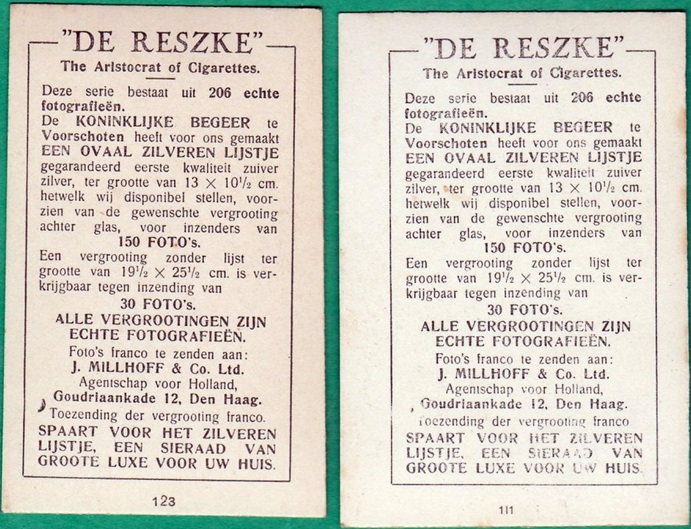 "DE RESZKE"
The Aristocrat of Cigarettes.
Deze serie bestaat uit 206 echte
fotografieën.
De KONINKLIJKE BEGEER te
Voorschoten heeft voor ons gemaakt
EEN OVAAL ZILVEREN LIJSTJE
gegarandeerd eerste kwaliteit zuiver
zilver, ter grootte van 13 × 10½ cm.
hetwelk wij disponibel stellen, voor-
zien van de gewenschte vergrooting
achter glas, voor inzenders van
150 FOTO's.
Een vergrooting zonder lijst ter
grootte van 19½ × 25½ cm. is ver-
krijgbaar tegen inzending van
30 FOTO's.
ALLE VERGROOTINGEN ZIJN
ECHTE FOTOGRAFIEËN.
Foto's franco te zenden aan:
J. MILLHOFF & Co. Ltd.
Agentschap voor Holland,
Goudriaankade 12, Den Haag.
Toezending der vergrooting franco.
SPAART VOOR HET ZILVEREN
LIJSTJE, EEN SIERAAD VAN
GROOTE LUXE VOOR UW HUIS.
123
"DE RESZKE"
The Aristocrat of Cigarettes.
Deze serie bestaat uit 206 echte
fotografieën.
De KONINKLIJKE BEGEER te
Voorschoten heeft voor ons gemaakt
EEN OVAAL ZILVEREN LIJSTJE
gegarandeerd eerste kwaliteit zuiver
zilver, ter grootte van 13 × 10½ cm.
hetwelk wij disponibel stellen, voor-
zien van de gewenschte vergrooting
achter glas, voor inzenders van
150 FOTO's.
Een vergrooting zonder lijst ter
grootte van 19½ × 25½ cm. is ver-
krijgbaar tegen inzending van
30 FOTO's.
ALLE VERGROOTINGEN ZIJN
ECHTE FOTOGRAFIEËN.
Foto's franco te zenden aan:
J. MILLHOFF & Co. Ltd.
Agentschap voor Holland,
Goudriaankade 12, Den Haag.
Toezending der vergrooting franco
SPAART VOOR HET ZILVEREN
LIJSTJE, EEN SIERAAD VAN
GROOTE LUXE VOOR UW HUIS.
111